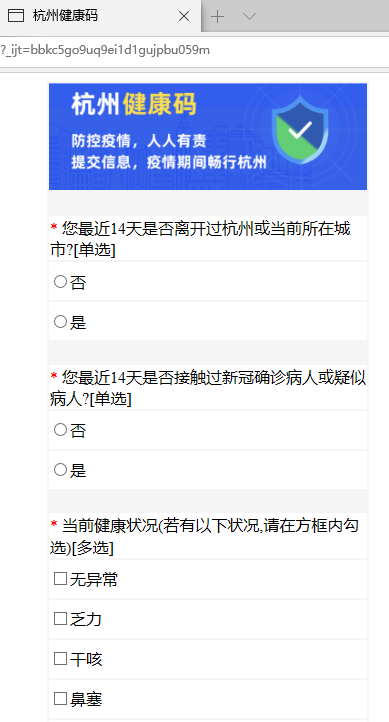 杭州健康码
?_ijt=bbkc5go9uq9ei1d1gujpbu059m
杭州健康码
防控疫情，人人有责
提交信息，疫情期间畅行杭州
* 您最近14天是否离开过杭州或当前所在城
市?[单选]
否
是
* 您最近14天是否接触过新冠确诊病人或疑似
病人?[单选]
否
是
* 当前健康状况(若有以下状况,请在方框内勾
选)[多选]
无异常
乏力
干咳
鼻塞